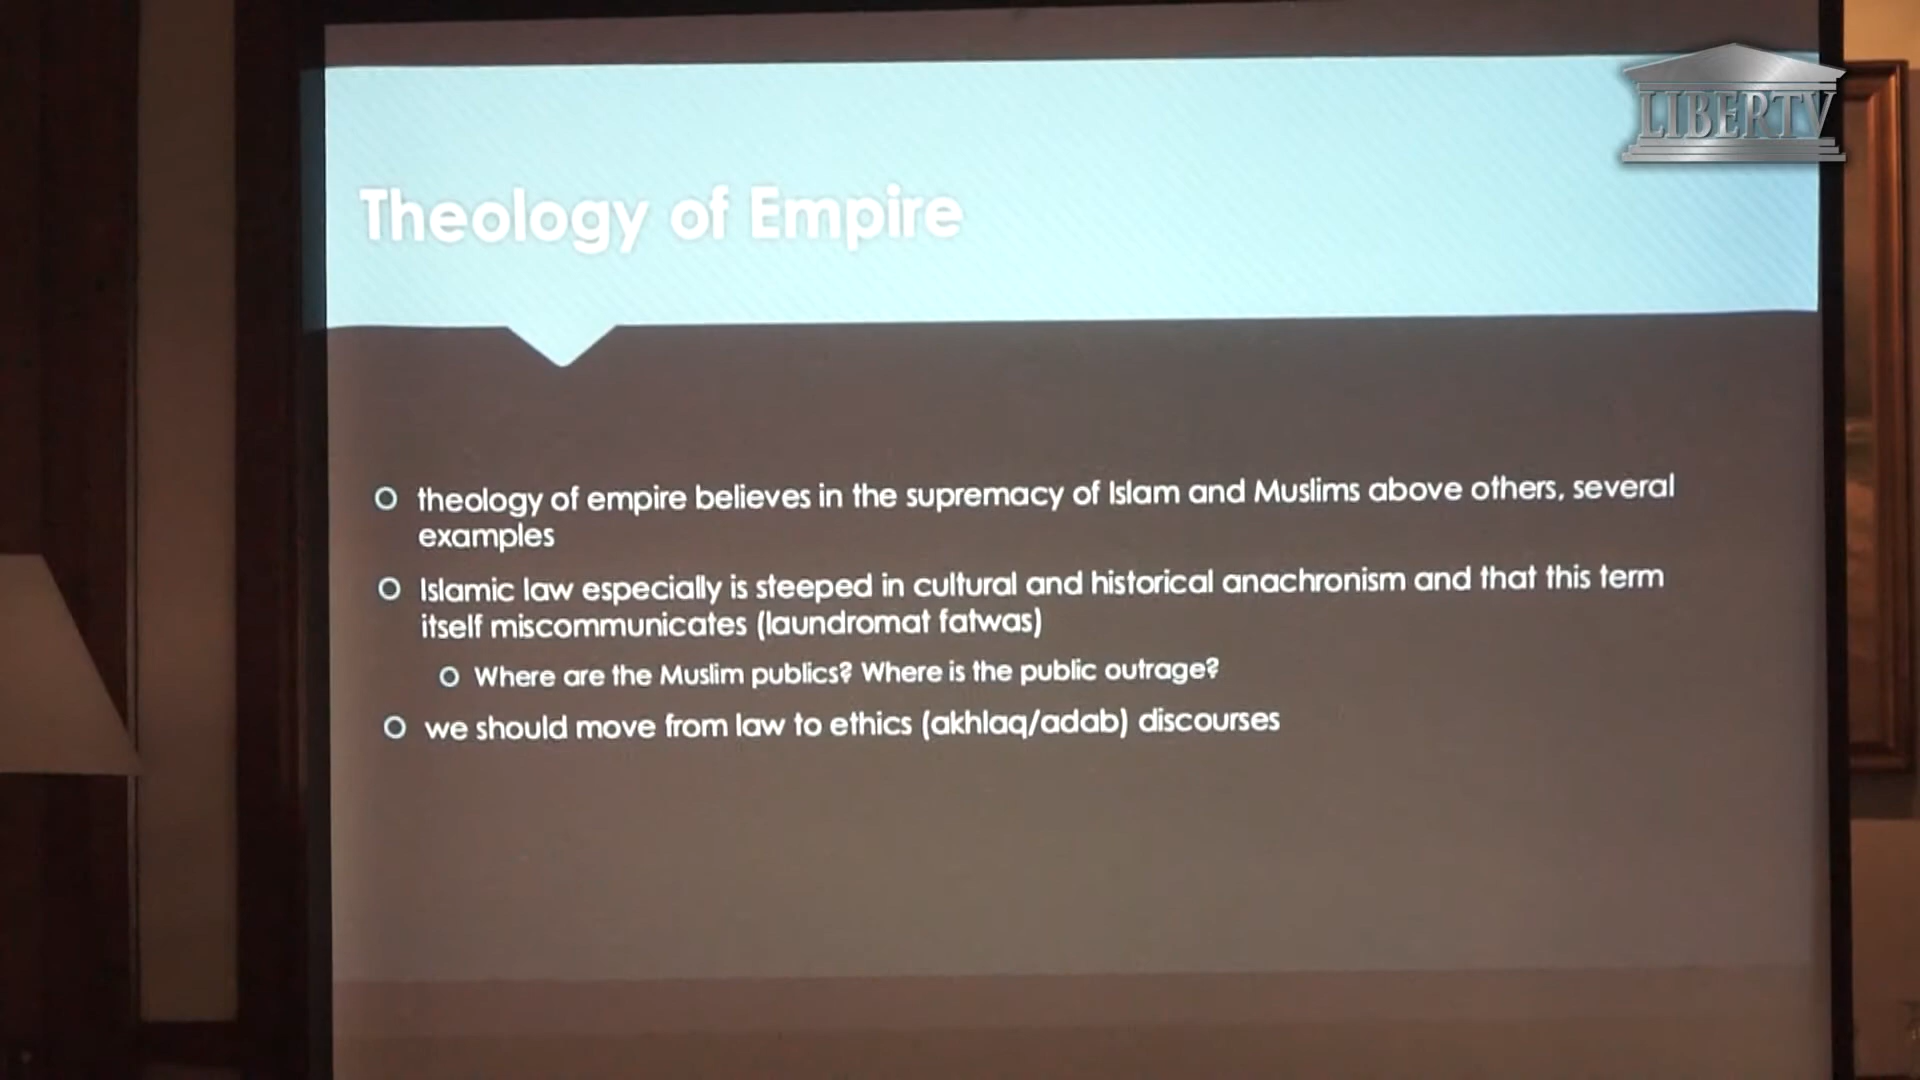 LIBERTV
Theology of Empire
theology of empire believes in the supremacy of Islam and Muslims above others, several
examples
Islamic law especially is steeped in cultural and historical anachronism and that this term
itself miscommunicates (laundromat fatwas)
Where are the Muslim publics? Where is the public outrage?
we should move from law to ethics (akhlaq/adab) discourses